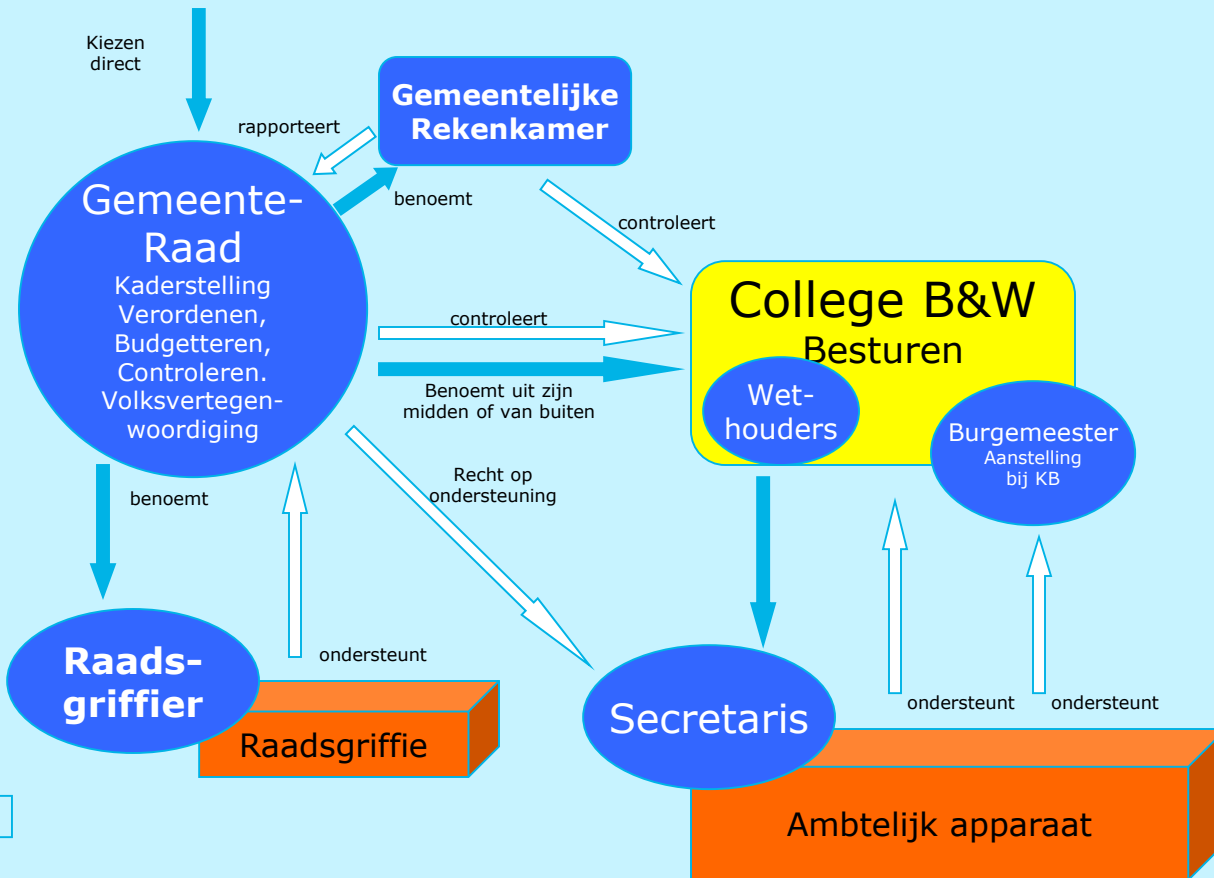 Kiezen
direct
Gemeentelijke
Rekenkamer
rapporteert
benoemt
controleert
Gemeente-
Raad
Kaderstelling
Verordenen,
Budgetteren,
Controleren.
Volksvertegen-
woordiging
controleert
Benoemt uit zijn
midden of van buiten
College B&W
Besturen
Wet-
houders
Burgemeester
Aanstelling
bij KB
benoemt
Recht op
ondersteuning
Raads-
griffier
ondersteunt
Raadsgriffie
Secretaris
ondersteunt
ondersteunt
Ambtelijk apparaat